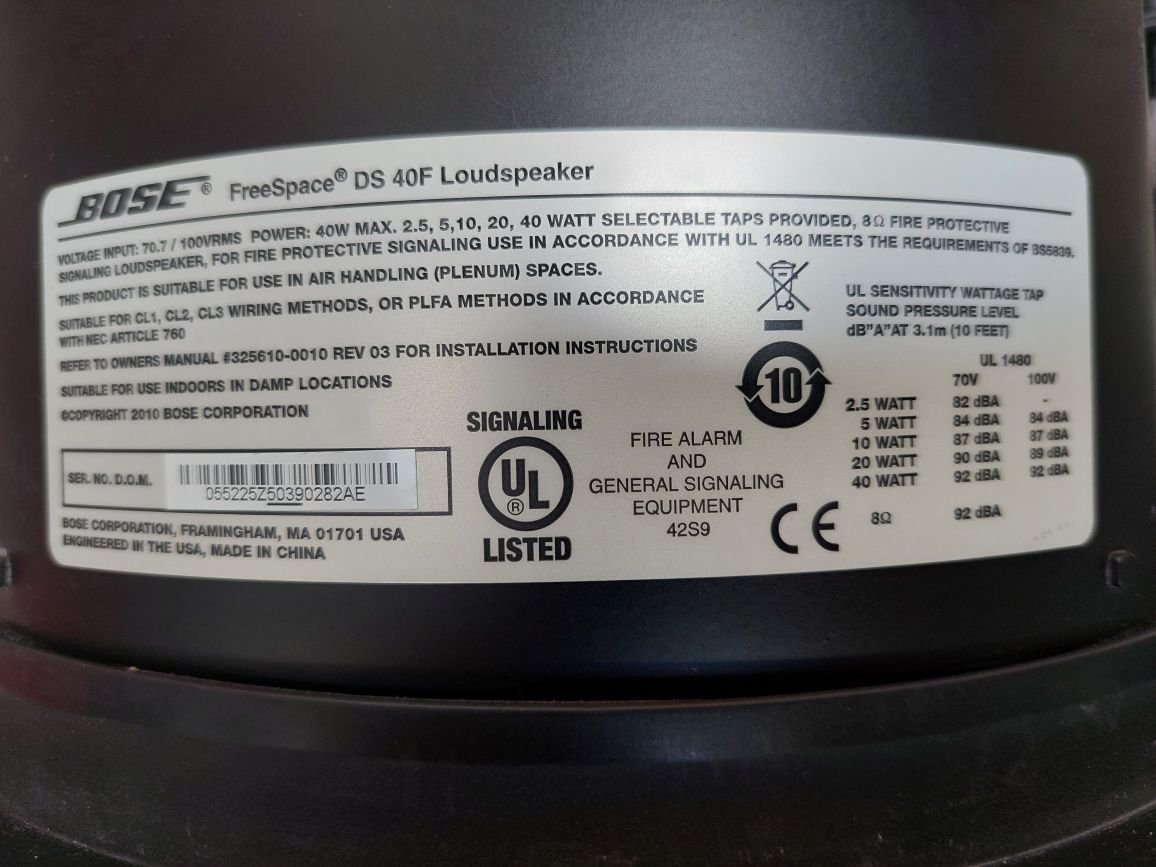 BOSE® FreeSpace® DS 40F Loudspeaker
VOLTAGE INPUT: 70.7 / 100VRMS POWER: 40W MAX. 2.5, 5,10, 20, 40 WATT SELECTABLE TAPS PROVIDED, 8Ω FIRE PROTECTIVE
SIGNALING LOUDSPEAKER, FOR FIRE PROTECTIVE SIGNALING USE IN ACCORDANCE WITH UL 1480 MEETS THE REQUIREMENTS OF BS5839.
THIS PRODUCT IS SUITABLE FOR USE IN AIR HANDLING (PLENUM) SPACES.
SUITABLE FOR CL1, CL2, CL3 WIRING METHODS, OR PLFA METHODS IN ACCORDANCE
WITH NEC ARTICLE 760
REFER TO OWNERS MANUAL #325610-0010 REV 03 FOR INSTALLATION INSTRUCTIONS
SUITABLE FOR USE INDOORS IN DAMP LOCATIONS
©COPYRIGHT 2010 BOSE CORPORATION
SER. NO. D.O.M.
055225Z50390282AE
BOSE CORPORATION, FRAMINGHAM, MA 01701 USA
ENGINEERED IN THE USA, MADE IN CHINA
SIGNALING
UL®
LISTED
FIRE ALARM
AND
GENERAL SIGNALING
EQUIPMENT
42S9
10
CE
UL SENSITIVITY WATTAGE TAP
SOUND PRESSURE LEVEL
dB"A"AT 3.1m (10 FEET)
UL 1480
70V 100V
2.5 WATT 82 dBA -
5 WATT 84 dBA 84 dBA
10 WATT 87 dBA 87 dBA
20 WATT 90 dBA 89 dBA
40 WATT 92 dBA 92 dBA
8Ω 92 dBA